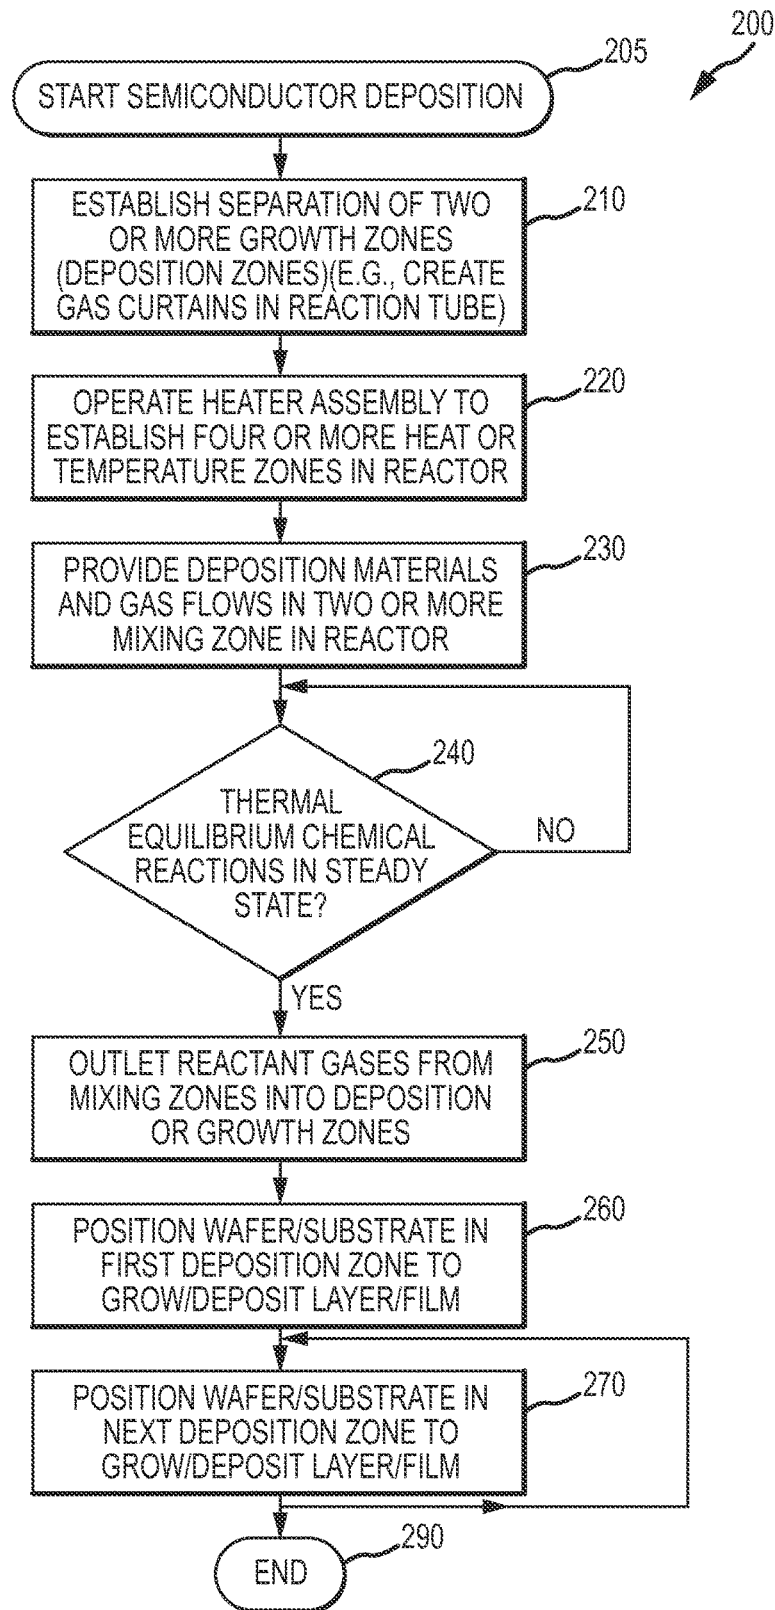 200
START SEMICONDUCTOR DEPOSITION
205
ESTABLISH SEPARATION OF TWO
OR MORE GROWTH ZONES
(DEPOSITION ZONES)(E.G., CREATE
GAS CURTAINS IN REACTION TUBE)
210
OPERATE HEATER ASSEMBLY TO
ESTABLISH FOUR OR MORE HEAT OR
TEMPERATURE ZONES IN REACTOR
220
PROVIDE DEPOSITION MATERIALS
AND GAS FLOWS IN TWO OR MORE
MIXING ZONE IN REACTOR
230
THERMAL
EQUILIBRIUM CHEMICAL
REACTIONS IN STEADY
STATE?
240
NO
YES
OUTLET REACTANT GASES FROM
MIXING ZONES INTO DEPOSITION
OR GROWTH ZONES
250
POSITION WAFER/SUBSTRATE IN
FIRST DEPOSITION ZONE TO
GROW/DEPOSIT LAYER/FILM
260
POSITION WAFER/SUBSTRATE IN
NEXT DEPOSITION ZONE TO
GROW/DEPOSIT LAYER/FILM
270
END
290